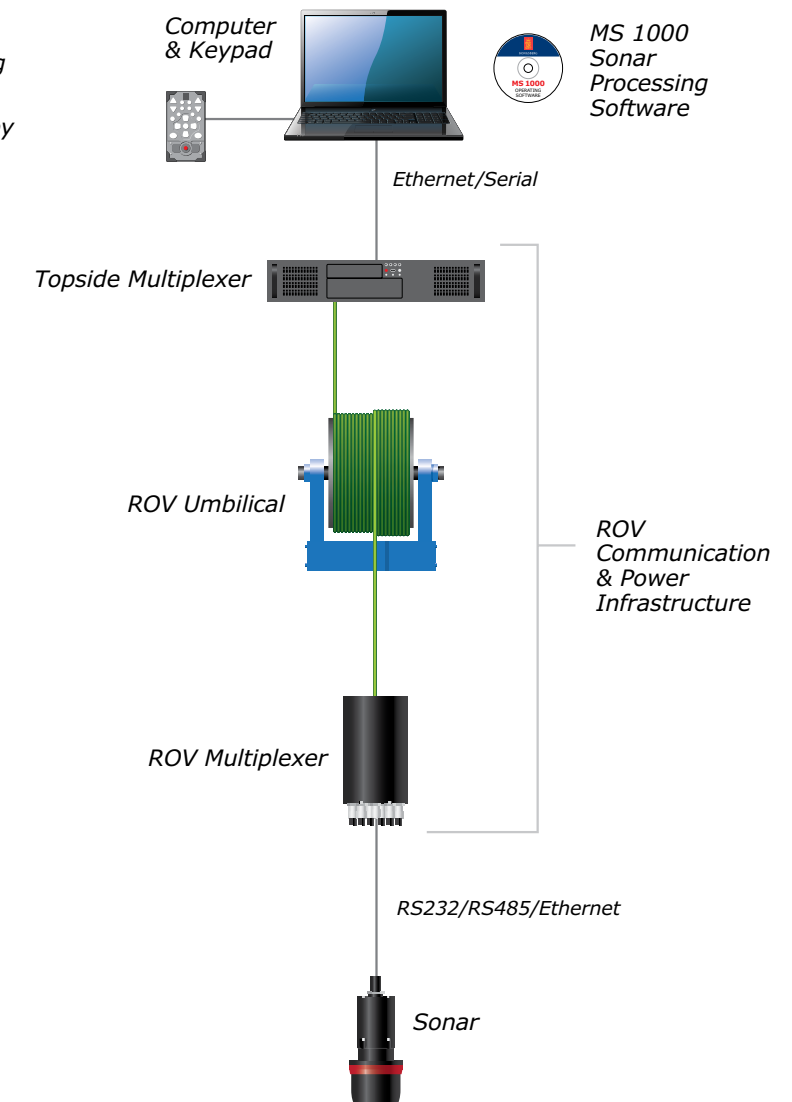 Computer
& Keypad
g
y
KONGSBERG
MS 1000
OPERATING
SOFTWARE
MS 1000
Sonar
Processing
Software
Ethernet/Serial
Topside Multiplexer
ROV Umbilical
ROV
Communication
& Power
Infrastructure
ROV Multiplexer
RS232/RS485/Ethernet
Sonar